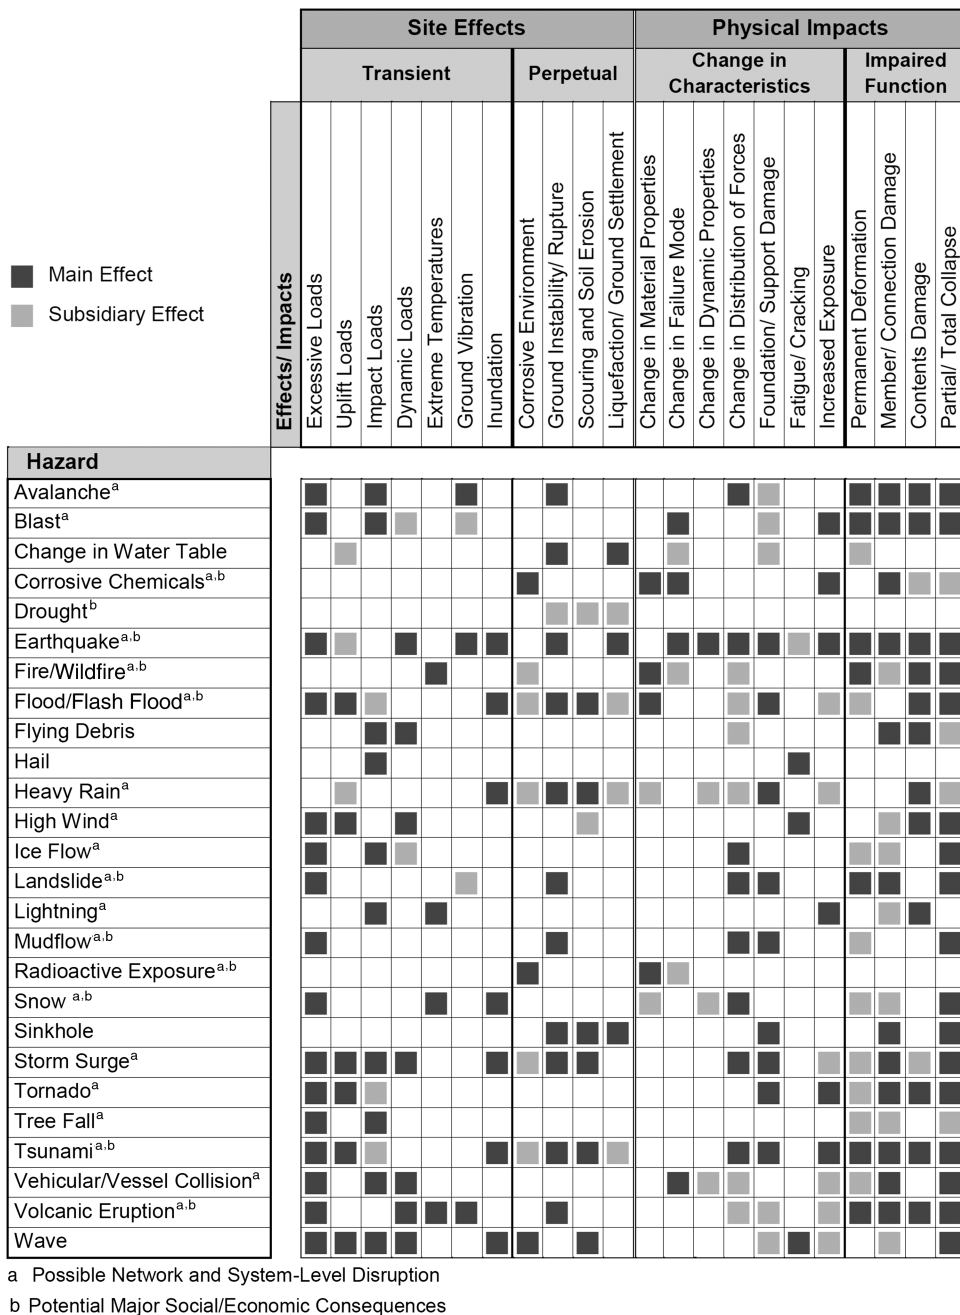 Site Effects
Physical Impacts
Transient
Perpetual
Change in
Characteristics
Impaired
Function
Main Effect
Subsidiary Effect
Effects/ Impacts
Excessive Loads
Uplift Loads
Impact Loads
Dynamic Loads
Extreme Temperatures
Ground Vibration
Inundation
Corrosive Environment
Ground Instability/ Rupture
Scouring and Soil Erosion
Liquefaction/ Ground Settlement
Change in Material Properties
Change in Failure Mode
Change in Dynamic Properties
Change in Distribution of Forces
Foundation/ Support Damage
Fatigue/ Cracking
Increased Exposure
Permanent Deformation
Member/ Connection Damage
Contents Damage
Partial/ Total Collapse
Hazard
Avalanche^a
Blast^a
Change in Water Table
Corrosive Chemicals^a,b
Drought^b
Earthquake^a,b
Fire/Wildfire^a,b
Flood/Flash Flood^a,b
Flying Debris
Hail
Heavy Rain^a
High Wind^a
Ice Flow^a
Landslide^a,b
Lightning^a
Mudflow^a,b
Radioactive Exposure^a,b
Snow ^a,b
Sinkhole
Storm Surge^a
Tornado^a
Tree Fall^a
Tsunami^a,b
Vehicular/Vessel Collision^a
Volcanic Eruption^a,b
Wave
a Possible Network and System-Level Disruption
b Potential Major Social/Economic Consequences